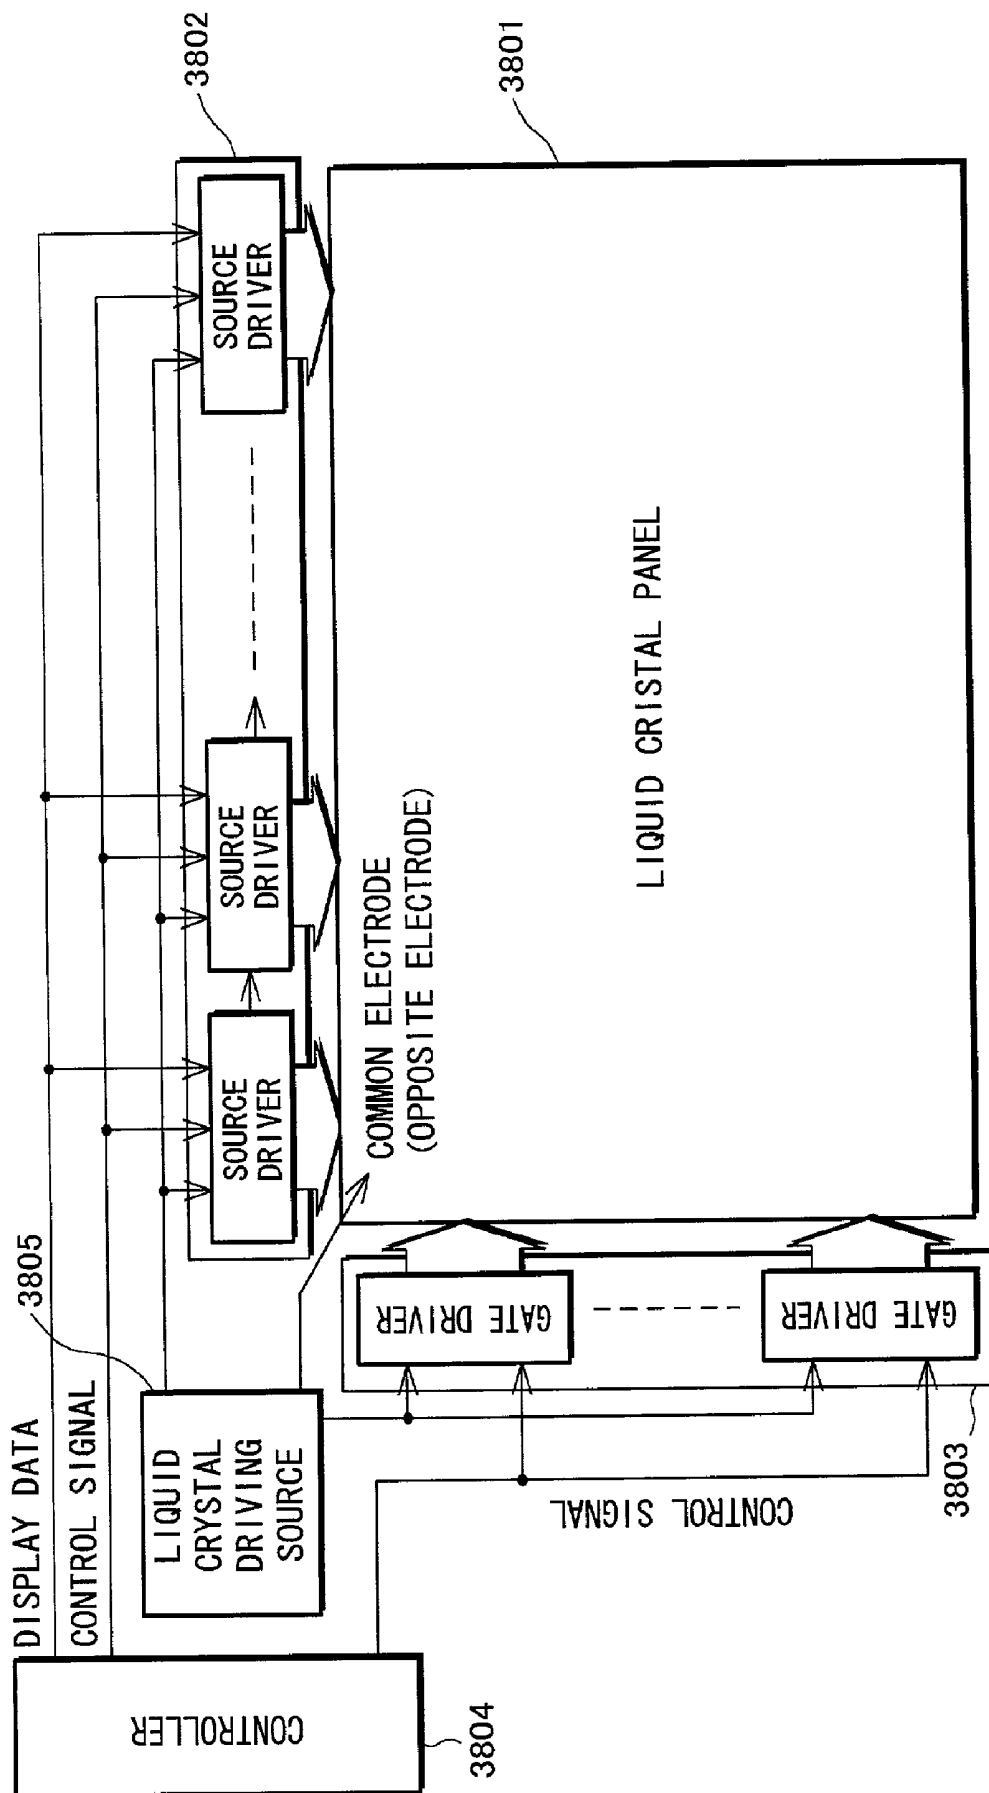 DISPLAY DATA
CONTROL SIGNAL
CONTROLLER
3804
LIQUID
CRYSTAL
DRIVING
SOURCE
3805
SOURCE
DRIVER
SOURCE
DRIVER
SOURCE
DRIVER
3802
COMMON ELECTRODE
(OPPOSITE ELECTRODE)
GATE DRIVER
GATE DRIVER
CONTROL SIGNAL
3803
LIQUID CRISTAL PANEL
3801